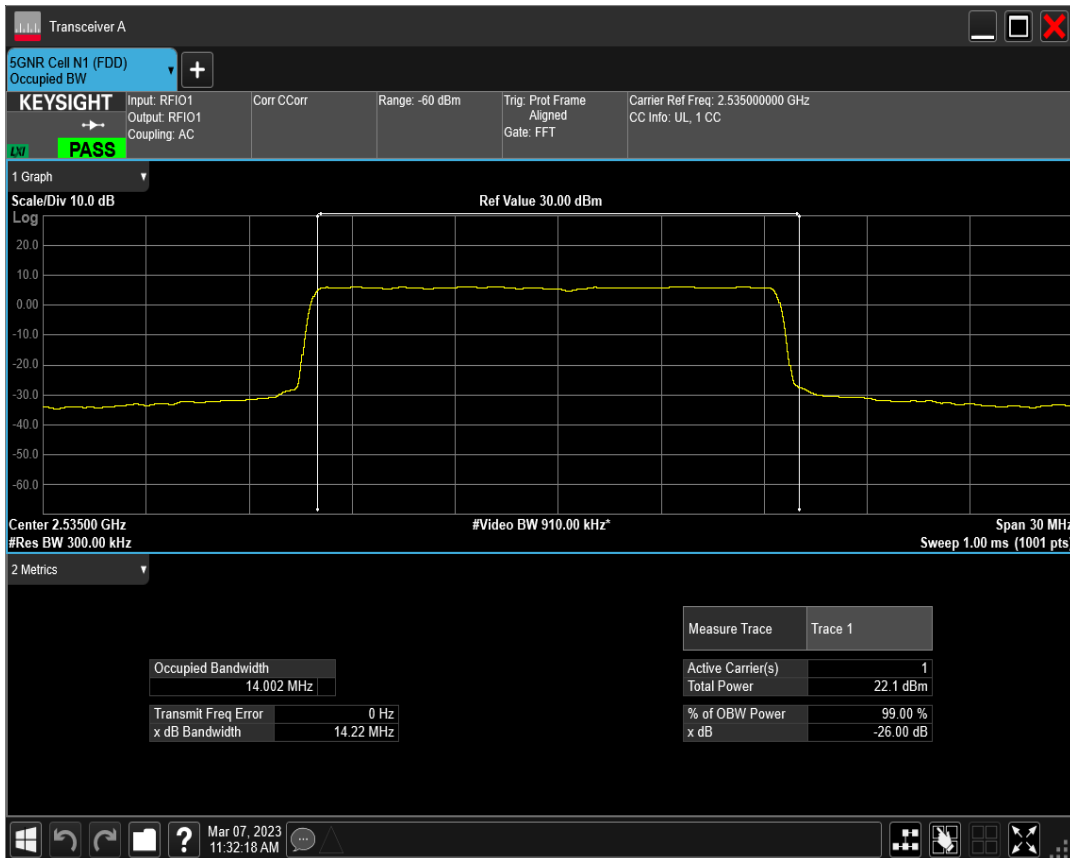 Transceiver A
5GNR Cell N1 (FDD)
Occupied BW
+
KEYSIGHT
LXI
PASS
Input: RFIO1
Output: RFIO1
Coupling: AC
Corr CCorr
Range: -60 dBm
Trig: Prot Frame
Aligned
Gate: FFT
Carrier Ref Freq: 2.535000000 GHz
CC Info: UL, 1 CC
1 Graph
Scale/Div 10.0 dB
Ref Value 30.00 dBm
Log
20.0
10.0
0.00
-10.0
-20.0
-30.0
-40.0
-50.0
-60.0
Center 2.53500 GHz
#Video BW 910.00 kHz*
Span 30 MHz
#Res BW 300.00 kHz
Sweep 1.00 ms (1001 pts)
2 Metrics
Measure Trace Trace 1
Occupied Bandwidth
14.002 MHz
Active Carrier(s) 1
Total Power 22.1 dBm
Transmit Freq Error 0 Hz
x dB Bandwidth 14.22 MHz
% of OBW Power 99.00 %
x dB -26.00 dB
?
Mar 07, 2023
11:32:18 AM